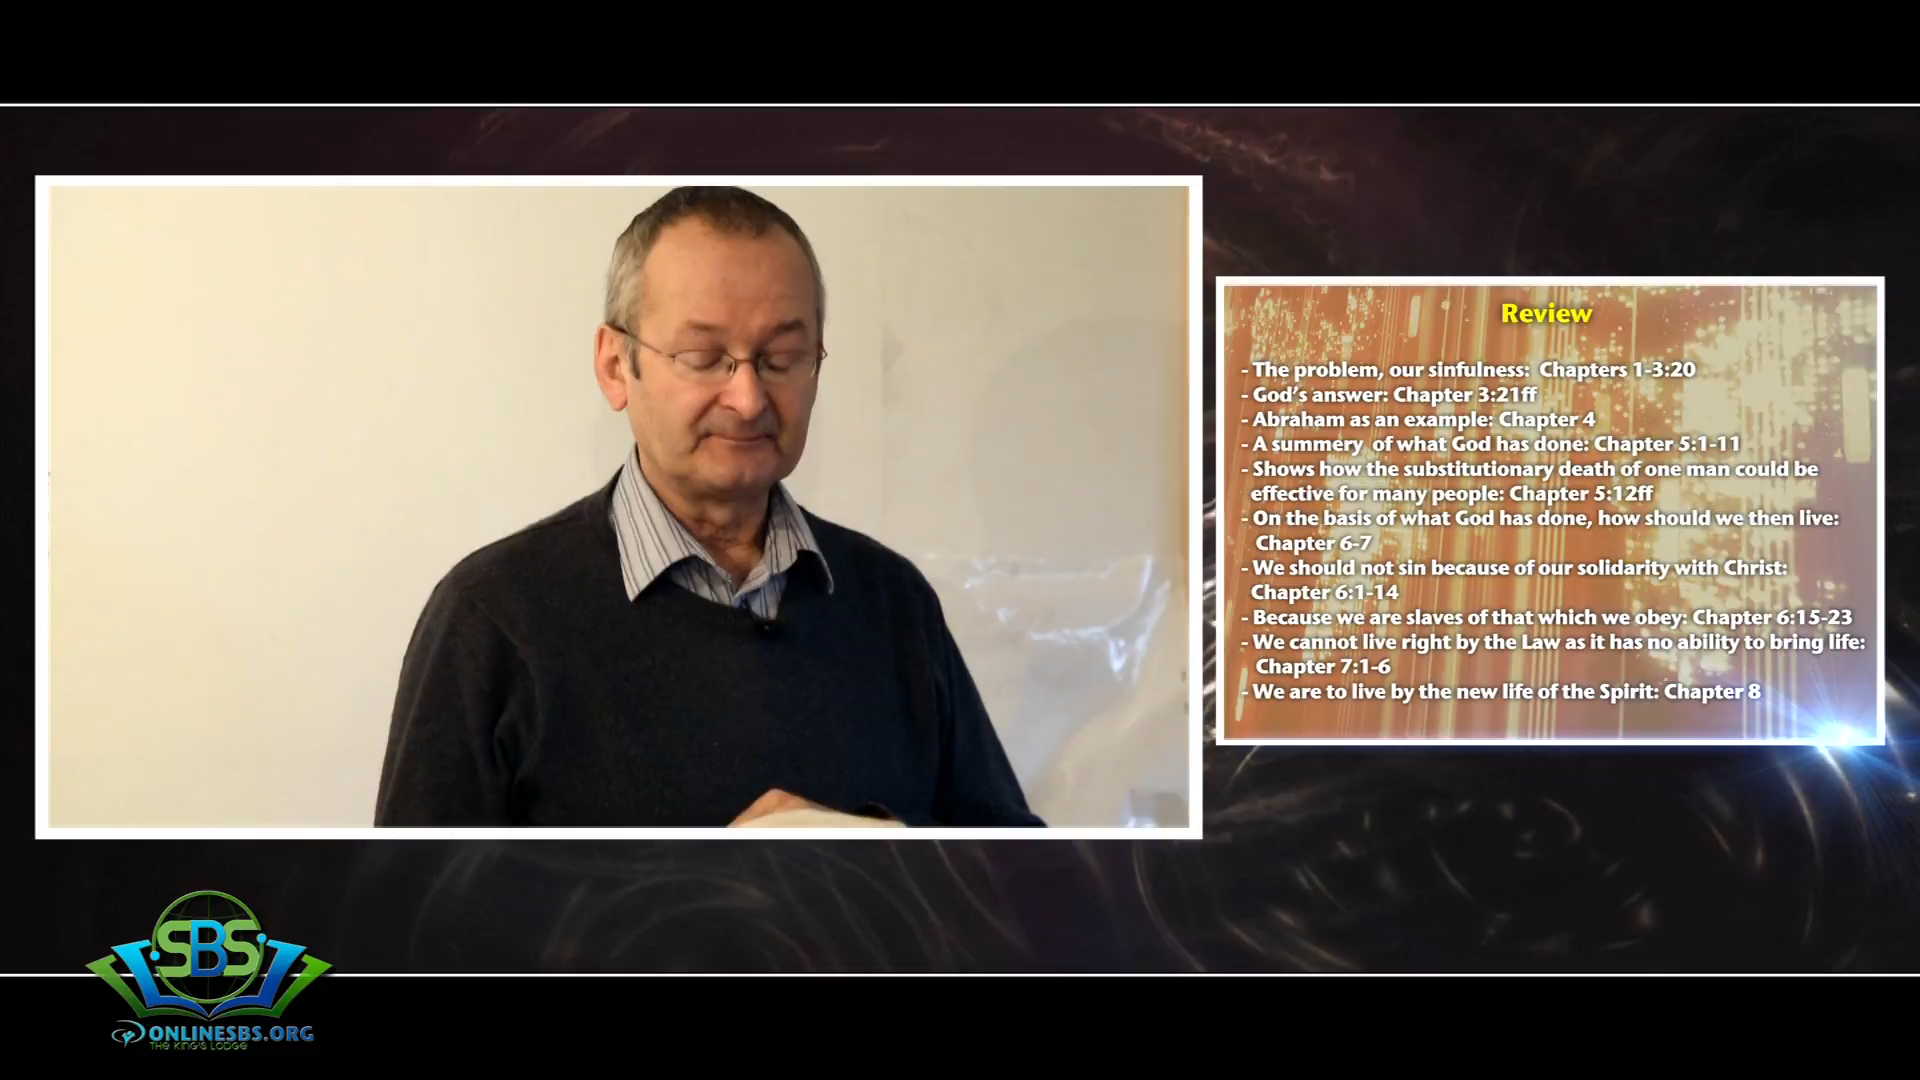 Review
- The problem, our sinfulness:  Chapters 1-3:20
- God's answer: Chapter 3:21ff
- Abraham as an example: Chapter 4
- A summery  of what God has done: Chapter 5:1-11
- Shows how the substitutionary death of one man could be
effective for many people: Chapter 5:12ff
- On the basis of what God has done, how should we then live:
Chapter 6-7
- We should not sin because of our solidarity with Christ:
Chapter 6:1-14
- Because we are slaves of that which we obey: Chapter 6:15-23
- We cannot live right by the Law as it has no ability to bring life:
Chapter 7:1-6
- We are to live by the new life of the Spirit: Chapter 8
SBS
ONLINESBS.ORG
THE KING'S LODGE